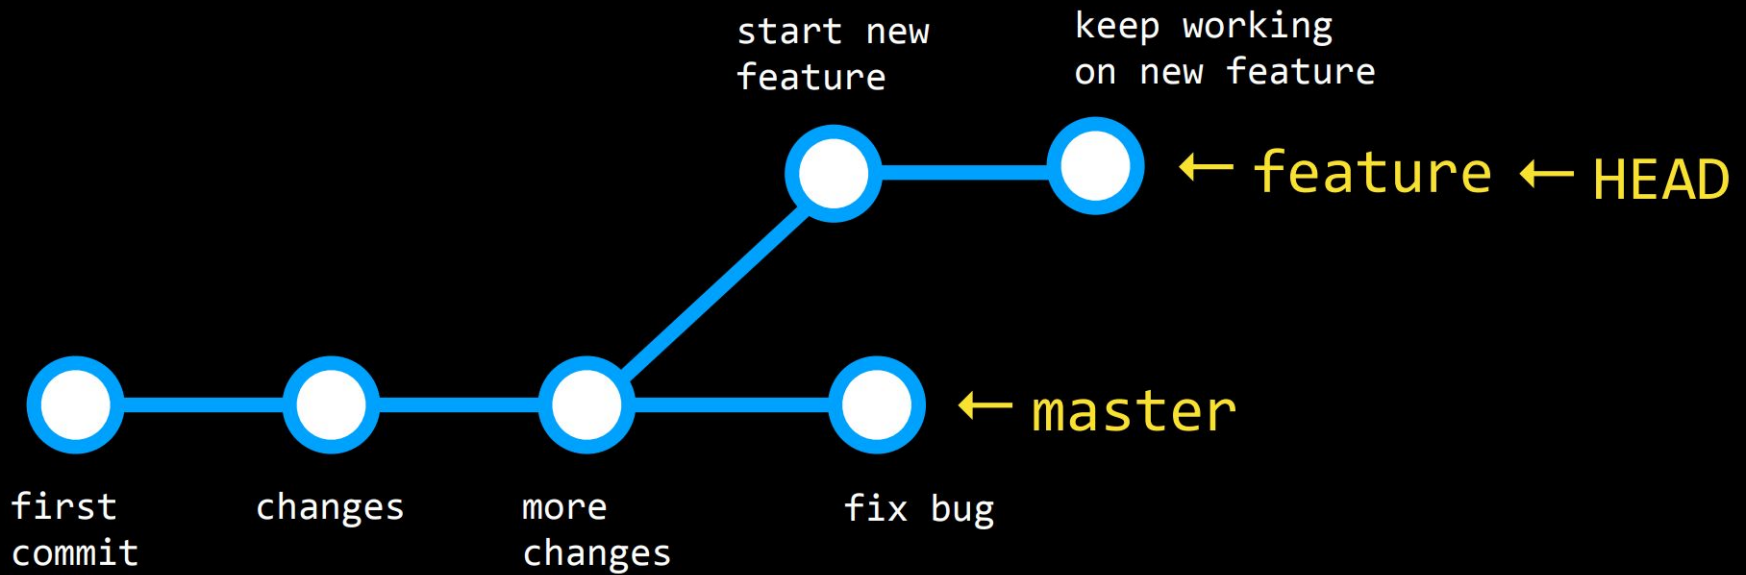 start new
feature
keep working
on new feature
← feature ← HEAD
← master
first
commit
changes
more
changes
fix bug